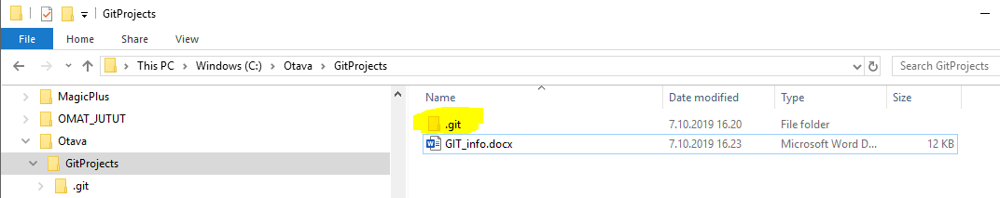 GitProjects
File Home Share View
This PC > Windows (C:) > Otava > GitProjects Search GitProjects
MagicPlus
OMAT_JUTUT
Otava
GitProjects
.git
Name Date modified Type Size
.git 7.10.2019 16.20 File folder
GIT_info.docx 7.10.2019 16.23 Microsoft Word D... 12 KB